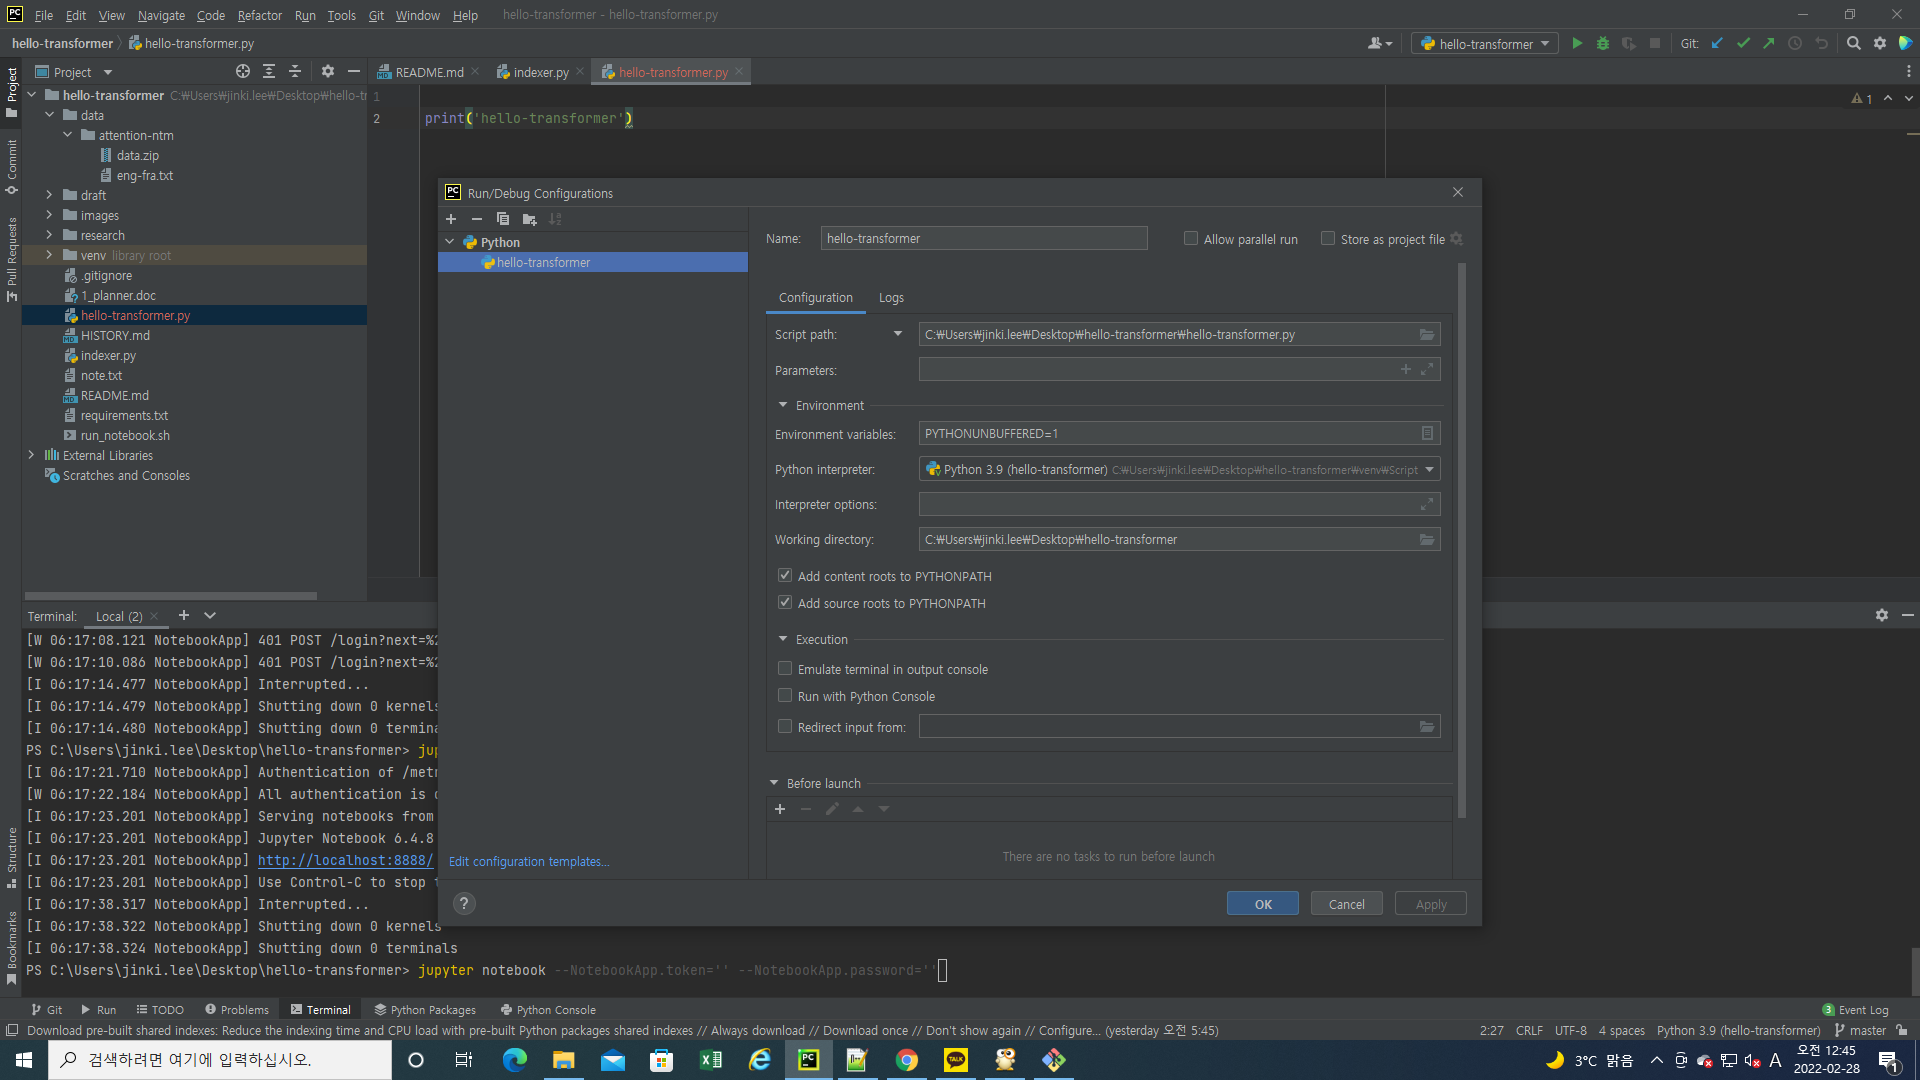 PC File Edit View Navigate Code Refactor Run Tools Git Window Help hello-transformer - hello-transformer.py
hello-transformer hello-transformer.py
hello-transformer Git:
Project
README.md indexer.py hello-transformer.py
Project
Commit
Pull Requests
Structure
Bookmarks
hello-transformer C:₩Users₩jinki.lee₩Desktop₩hello-tr
data
attention-ntm
data.zip
eng-fra.txt
draft
images
research
venv library root
.gitignore
1_planner.doc
hello-transformer.py
HISTORY.md
indexer.py
note.txt
README.md
requirements.txt
run_notebook.sh
External Libraries
Scratches and Consoles
1
2 print('hello-transformer')
1
PC Run/Debug Configurations
Python
hello-transformer
Edit configuration templates...
Name: hello-transformer
Allow parallel run
Store as project file
Configuration Logs
Script path: C:₩Users₩jinki.lee₩Desktop₩hello-transformer₩hello-transformer.py
Parameters:
Environment
Environment variables: PYTHONUNBUFFERED=1
Python interpreter: Python 3.9 (hello-transformer) C:₩Users₩jinki.lee₩Desktop₩hello-transformer₩venv₩Script
Interpreter options:
Working directory: C:₩Users₩jinki.lee₩Desktop₩hello-transformer
Add content roots to PYTHONPATH
Add source roots to PYTHONPATH
Execution
Emulate terminal in output console
Run with Python Console
Redirect input from:
Before launch
There are no tasks to run before launch
? OK Cancel Apply
Terminal: Local (2)
[W 06:17:08.121 NotebookApp] 401 POST /login?next=%2
[W 06:17:10.086 NotebookApp] 401 POST /login?next=%2
[I 06:17:14.477 NotebookApp] Interrupted...
[I 06:17:14.479 NotebookApp] Shutting down 0 kernels
[I 06:17:14.480 NotebookApp] Shutting down 0 termina
PS C:\Users\jinki.lee\Desktop\hello-transformer> jup
[I 06:17:21.710 NotebookApp] Authentication of /metr
[W 06:17:22.184 NotebookApp] All authentication is d
[I 06:17:23.201 NotebookApp] Serving notebooks from
[I 06:17:23.201 NotebookApp] Jupyter Notebook 6.4.8
[I 06:17:23.201 NotebookApp] http://localhost:8888/
[I 06:17:23.201 NotebookApp] Use Control-C to stop t
[I 06:17:38.317 NotebookApp] Interrupted...
[I 06:17:38.322 NotebookApp] Shutting down 0 kernels
[I 06:17:38.324 NotebookApp] Shutting down 0 terminals
PS C:\Users\jinki.lee\Desktop\hello-transformer> jupyter notebook --NotebookApp.token='' --NotebookApp.password=''
Git Run TODO Problems Terminal Python Packages Python Console 3 Event Log
Download pre-built shared indexes: Reduce the indexing time and CPU load with pre-built Python packages shared indexes // Always download // Download once // Don't show again // Configure... (yesterday 오전 5:45) 2:27 CRLF UTF-8 4 spaces Python 3.9 (hello-transformer) master
검색하려면 여기에 입력하십시오.
PC TALK
3°C 맑음 A
오전 12:45
2022-02-28
1